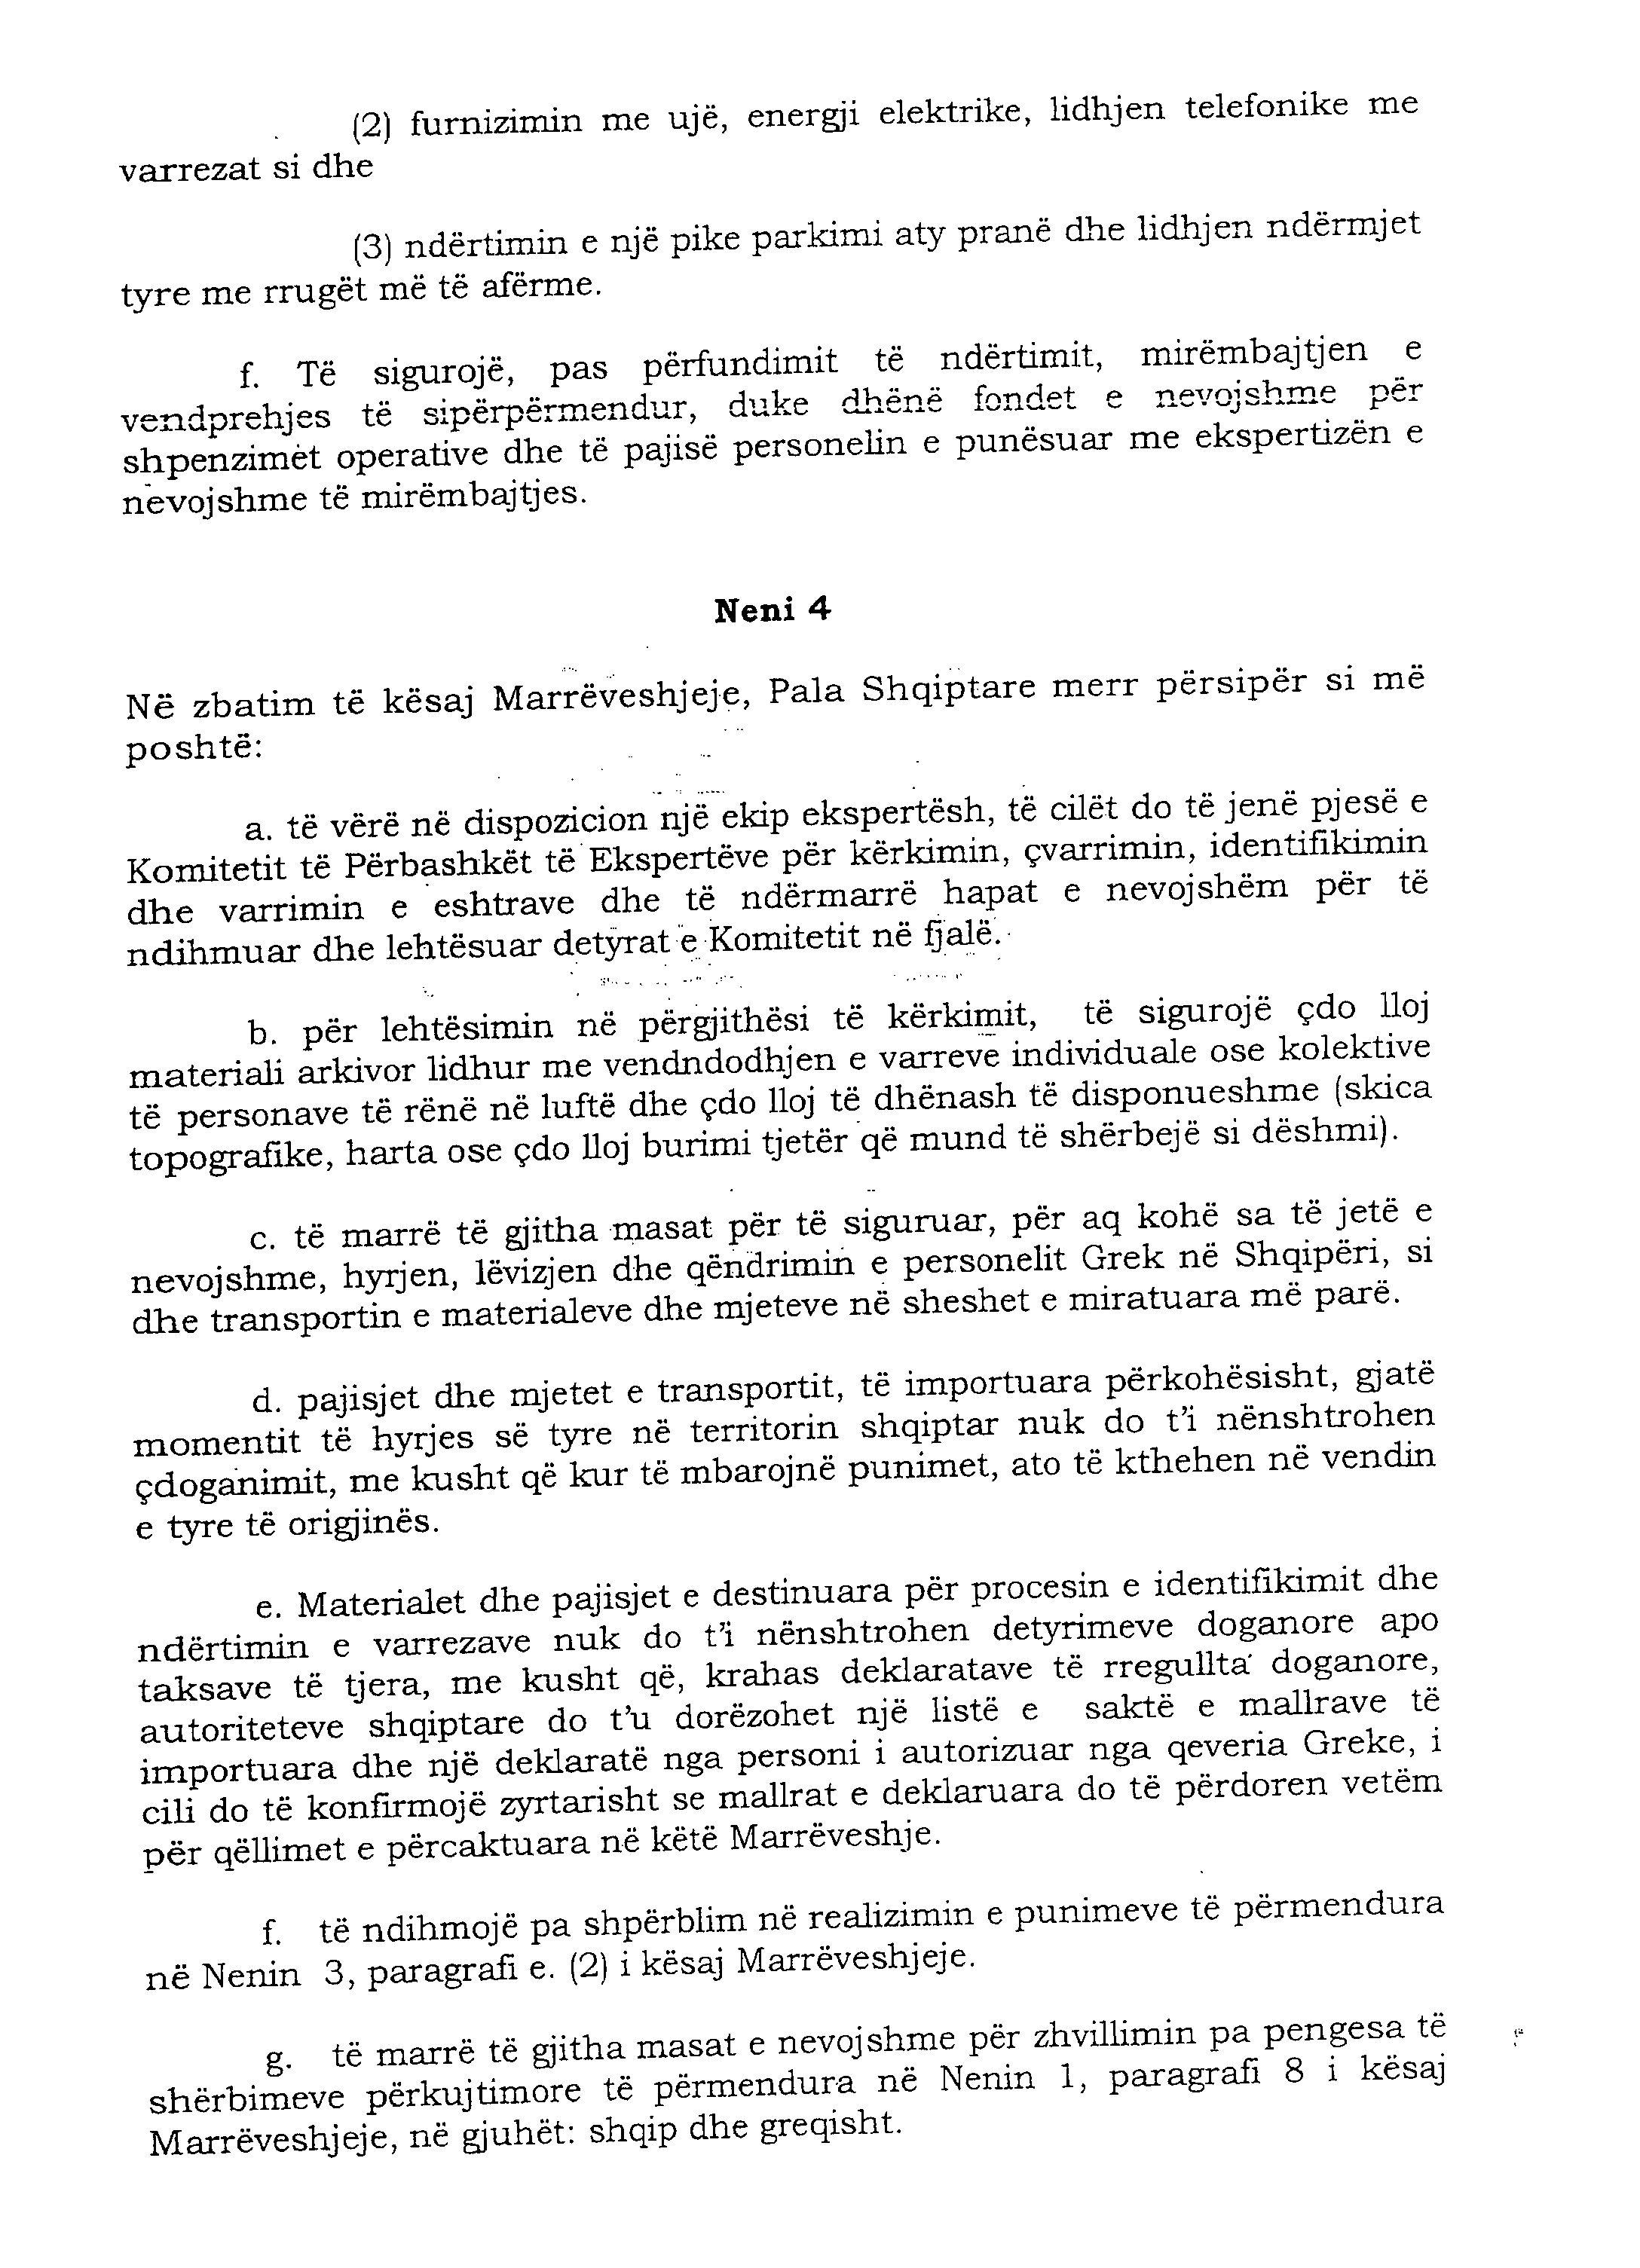 (2) furnizimin me ujë, energji elektrike, lidhjen telefonike me
varrezat si dhe
(3) ndërtimin e një pike parkimi aty pranë dhe lidhjen ndërmjet
tyre me rrugët më të afërme.
f. Të sigurojë, pas përfundimit të ndërtimit, mirëmbajtjen e
vendprehjes të sipërpërmendur, duke dhënë fondet e nevojshme për
shpenzimet operative dhe të pajisë personelin e punësuar me ekspertizën e
nevojshme të mirëmbajtjes.
Neni 4
Në zbatim të kësaj Marrëveshjeje, Pala Shqiptare merr përsipër si më
poshtë:
a. të vërë në dispozicion një ekip ekspertësh, të cilët do të jenë pjesë e
Komitetit të Përbashkët të Ekspertëve për kërkimin, çvarrimin, identifikimin
dhe varrimin e eshtrave dhe të ndërmarrë hapat e nevojshëm për të
ndihmuar dhe lehtësuar detyrat e Komitetit në fjalë.
b. për lehtësimin në përgjithësi të kërkimit, të sigurojë çdo lloj
materiali arkivor lidhur me vendndodhjen e varreve individuale ose kolektive
të personave të rënë në luftë dhe çdo lloj të dhënash të disponueshme (skica
topografike, harta ose çdo lloj burimi tjetër që mund të shërbejë si dëshmi).
c. të marrë të gjitha masat për të siguruar, për aq kohë sa të jetë e
nevojshme, hyrjen, lëvizjen dhe qëndrimin e personelit Grek në Shqipëri, si
dhe transportin e materialeve dhe mjeteve në sheshet e miratuara më parë.
d. pajisjet dhe mjetet e transportit, të importuara përkohësisht, gjatë
momentit të hyrjes së tyre në territorin shqiptar nuk do t'i nënshtrohen
çdoganimit, me kusht që kur të mbarojnë punimet, ato të kthehen në vendin
e tyre të origjinës.
e. Materialet dhe pajisjet e destinuara për procesin e identifikimit dhe
ndërtimin e varrezave nuk do t'i nënshtrohen detyrimeve doganore apo
taksave të tjera, me kusht që, krahas deklaratave të rregullta doganore,
autoriteteve shqiptare do t'u dorëzohet një listë e saktë e mallrave të
importuara dhe një deklaratë nga personi i autorizuar nga qeveria Greke, i
cili do të konfirmojë zyrtarisht se mallrat e deklaruara do të përdoren vetëm
për qëllimet e përcaktuara në këtë Marrëveshje.
f. të ndihmojë pa shpërblim në realizimin e punimeve të përmendura
në Nenin 3, paragrafi e. (2) i kësaj Marrëveshjeje.
g. të marrë të gjitha masat e nevojshme për zhvillimin pa pengesa të
shërbimeve përkujtimore të përmendura në Nenin 1, paragrafi 8 i kësaj
Marrëveshjeje, në gjuhët: shqip dhe greqisht.